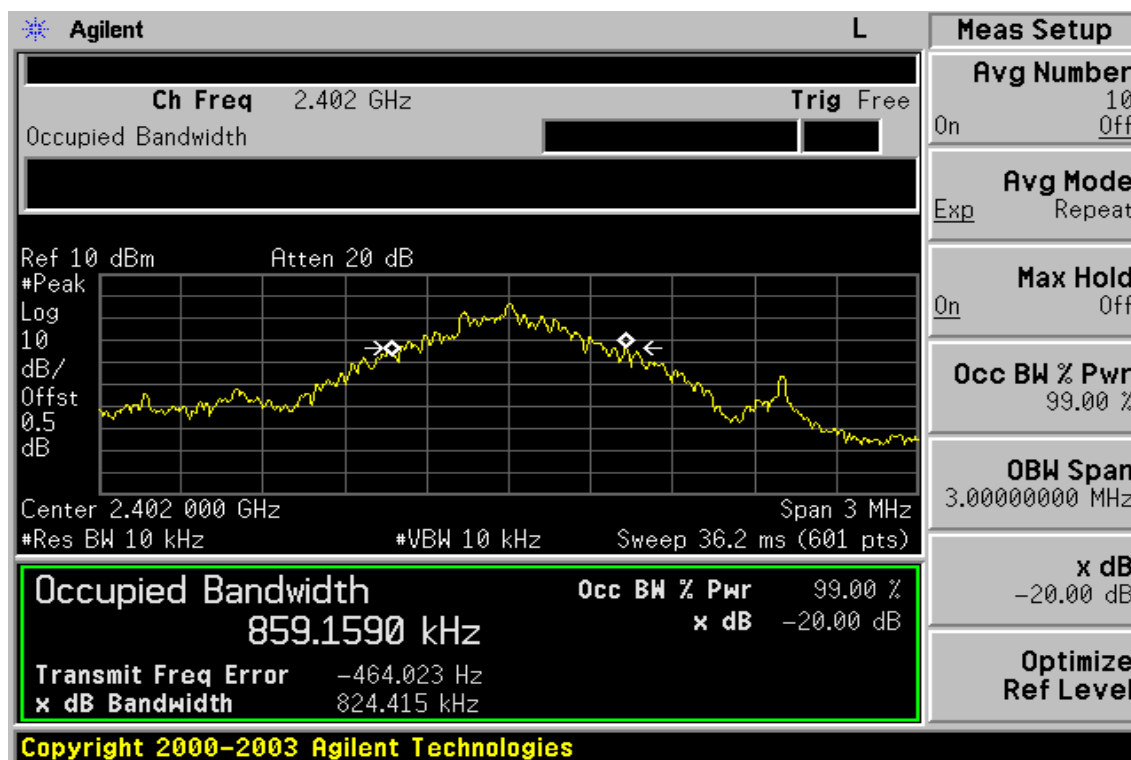 Agilent L
Ch Freq 2.402 GHz Trig Free
Occupied Bandwidth
Ref 10 dBm Atten 20 dB
#Peak
Log
10
dB/
Offst
0.5
dB
Center 2.402 000 GHz Span 3 MHz
#Res BW 10 kHz #VBW 10 kHz Sweep 36.2 ms (601 pts)
Occupied Bandwidth Occ BW % Pwr 99.00 %
859.1590 kHz x dB -20.00 dB
Transmit Freq Error -464.023 Hz
x dB Bandwidth 824.415 kHz
Copyright 2000-2003 Agilent Technologies
Meas Setup
Avg Number
10
On Off
Avg Mode
Exp Repeat
Max Hold
On Off
Occ BW % Pwr
99.00 %
OBW Span
3.00000000 MHz
x dB
-20.00 dB
Optimize
Ref Level